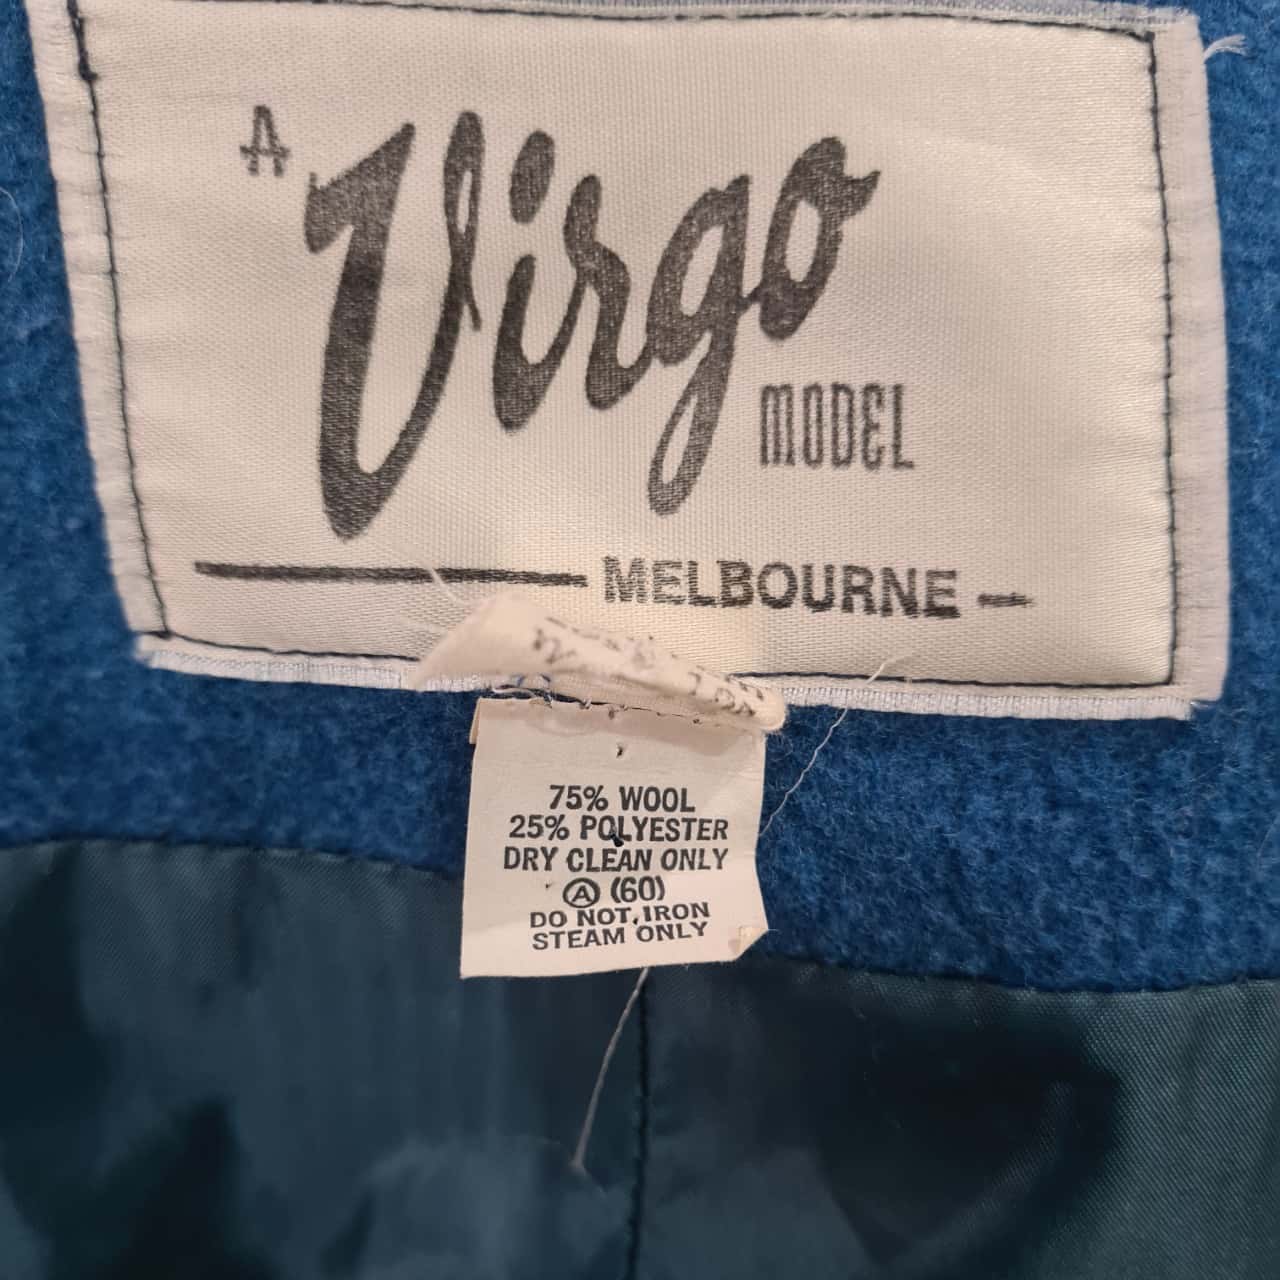 A Virgo
MODEL
MELBOURNE
75% WOOL
25% POLYESTER
DRY CLEAN ONLY
Ⓐ (60)
DO NOT IRON
STEAM ONLY